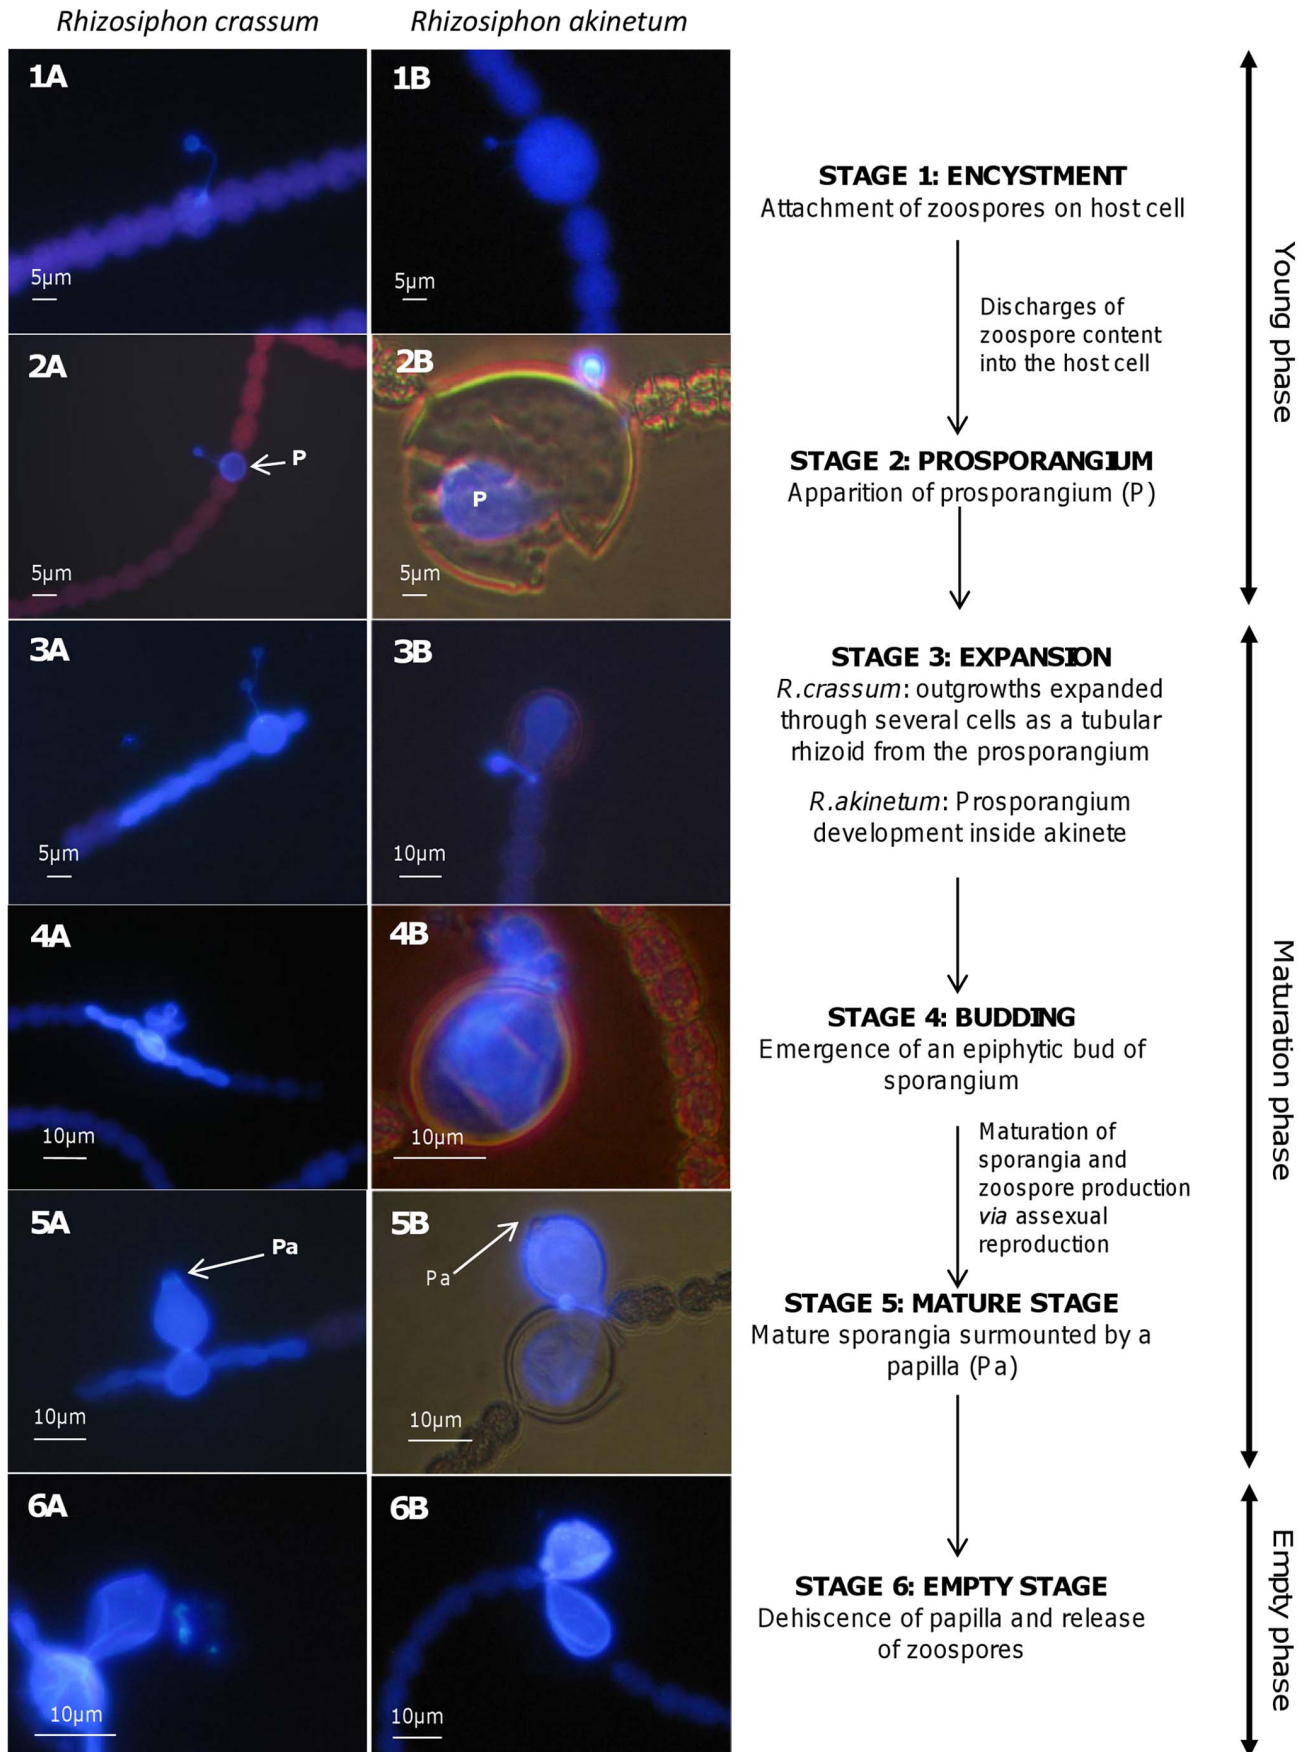 Rhizosiphon crassum
Rhizosiphon akinetum
1A
5µm
1B
5µm
STAGE 1: ENCYSTMENT
Attachment of zoospores on host cell
Discharges of
zoospore content
into the host cell
Young phase
2A
P
5µm
2B
P
5µm
STAGE 2: PROSPORANGIUM
Apparition of prosporangium (P)
3A
5µm
3B
10µm
STAGE 3: EXPANSION
R.crassum: outgrowths expanded
through several cells as a tubular
rhizoid from the prosporangium
R.akinetum: Prosporangium
development inside akinete
4A
10µm
4B
10µm
STAGE 4: BUDDING
Emergence of an epiphytic bud of
sporangium
Maturation of
sporangia and
zoospore production
via assexual
reproduction
Maturation phase
5A
Pa
10µm
5B
Pa
10µm
STAGE 5: MATURE STAGE
Mature sporangia surmounted by a
papilla (Pa)
6A
10µm
6B
10µm
STAGE 6: EMPTY STAGE
Dehiscence of papilla and release
of zoospores
Empty phase